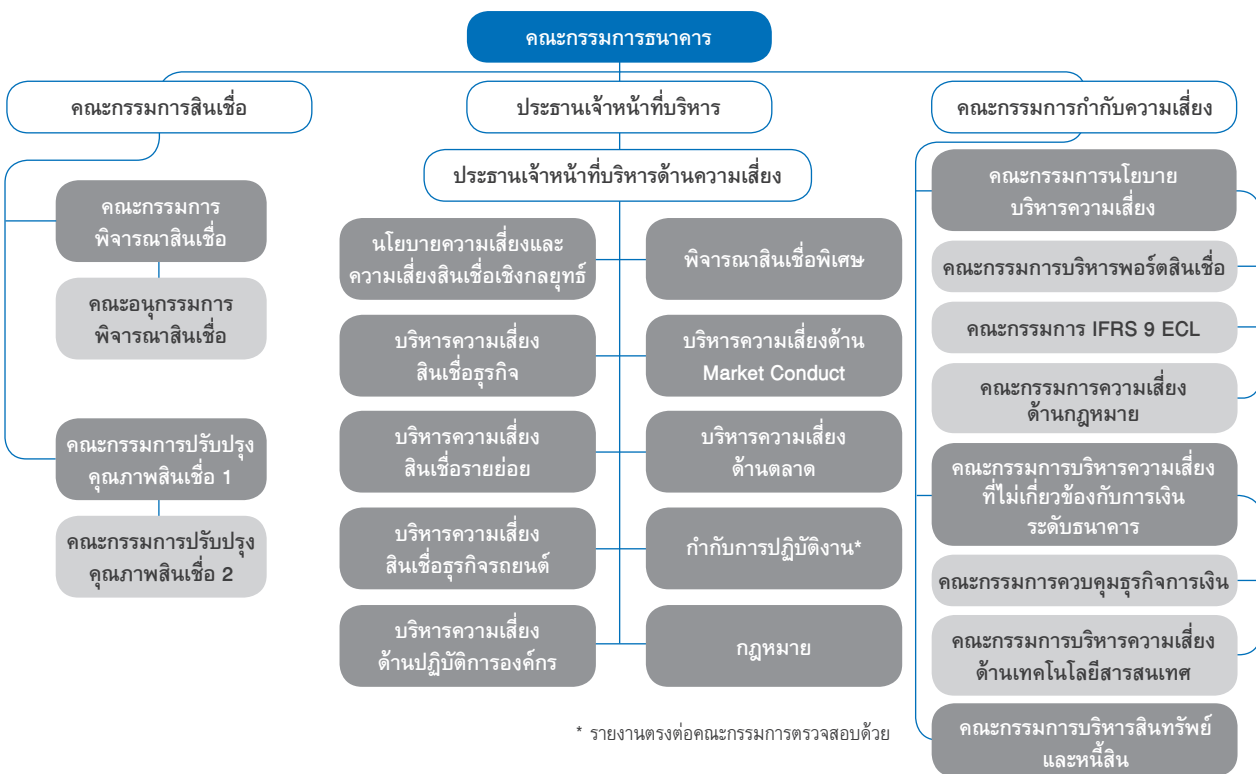 คณะกรรมการธนาคาร
คณะกรรมการสินเชื่อ
ประธานเจ้าหน้าที่บริหาร
คณะกรรมการกำกับความเสี่ยง
ประธานเจ้าหน้าที่บริหารด้านความเสี่ยง
คณะกรรมการ
พิจารณาสินเชื่อ
คณะอนุกรรมการ
พิจารณาสินเชื่อ
คณะกรรมการปรับปรุง
คุณภาพสินเชื่อ 1
คณะกรรมการปรับปรุง
คุณภาพสินเชื่อ 2
นโยบายความเสี่ยงและ
ความเสี่ยงสินเชื่อเชิงกลยุทธ์
บริหารความเสี่ยง
สินเชื่อธุรกิจ
บริหารความเสี่ยง
สินเชื่อรายย่อย
บริหารความเสี่ยง
สินเชื่อธุรกิจรถยนต์
บริหารความเสี่ยง
ด้านปฏิบัติการองค์กร
พิจารณาสินเชื่อพิเศษ
บริหารความเสี่ยงด้าน
Market Conduct
บริหารความเสี่ยง
ด้านตลาด
กำกับการปฏิบัติงาน*
กฎหมาย
คณะกรรมการนโยบาย
บริหารความเสี่ยง
คณะกรรมการบริหารพอร์ตสินเชื่อ
คณะกรรมการ IFRS 9 ECL
คณะกรรมการความเสี่ยง
ด้านกฎหมาย
คณะกรรมการบริหารความเสี่ยง
ที่ไม่เกี่ยวข้องกับการเงิน
ระดับธนาคาร
คณะกรรมการควบคุมธุรกิจการเงิน
คณะกรรมการบริหารความเสี่ยง
ด้านเทคโนโลยีสารสนเทศ
คณะกรรมการบริหารสินทรัพย์
และหนี้สิน
* รายงานตรงต่อคณะกรรมการตรวจสอบด้วย